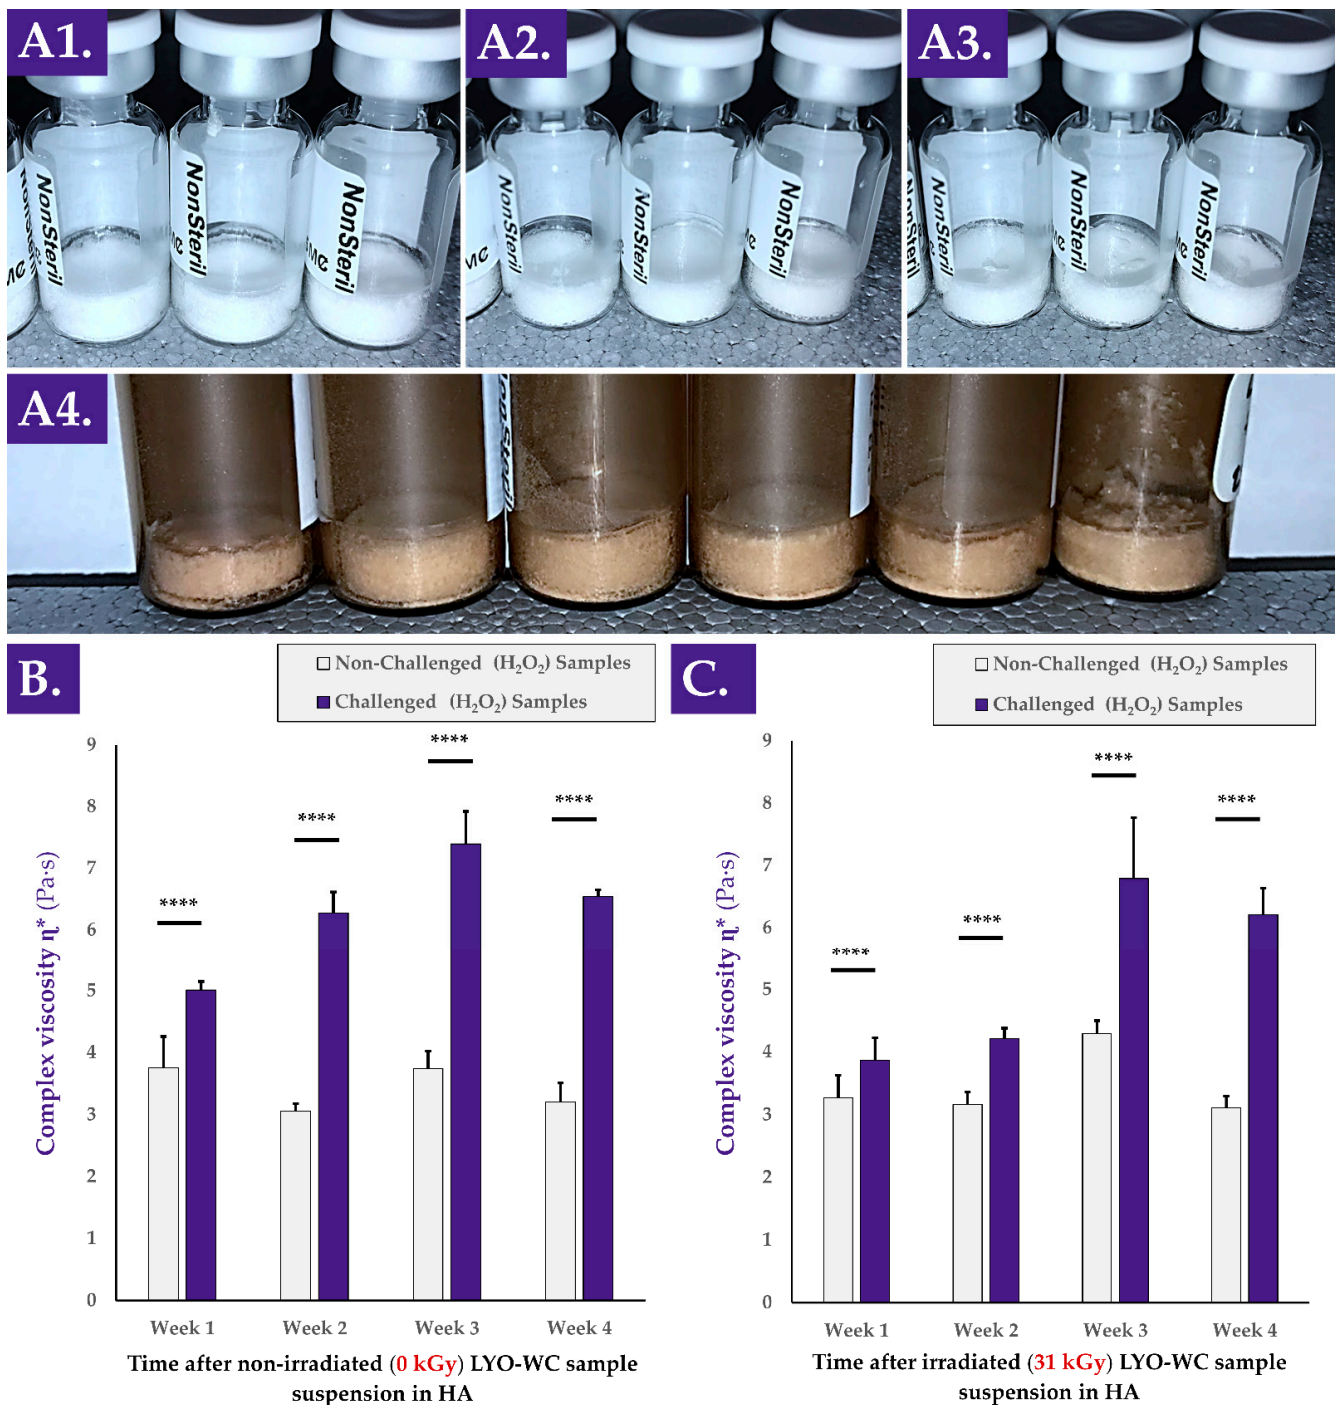 A1.
A2.
A3.
NonSteril
NonSteril
NonSteril
NonSteril
NonSteril
NonSteril
NonSteril
NonSteril
NonSteril
A4.
B.
Non-Challenged (H₂O₂) Samples
Challenged (H₂O₂) Samples
Complex viscosity η* (Pa·s)
9
8
7
6
5
4
3
2
1
0
****
****
****
****
Week 1
Week 2
Week 3
Week 4
Time after non-irradiated (0 kGy) LYO-WC sample
suspension in HA
C.
Non-Challenged (H₂O₂) Samples
Challenged (H₂O₂) Samples
Complex viscosity η* (Pa·s)
9
8
7
6
5
4
3
2
1
0
****
****
****
****
Week 1
Week 2
Week 3
Week 4
Time after irradiated (31 kGy) LYO-WC sample
suspension in HA